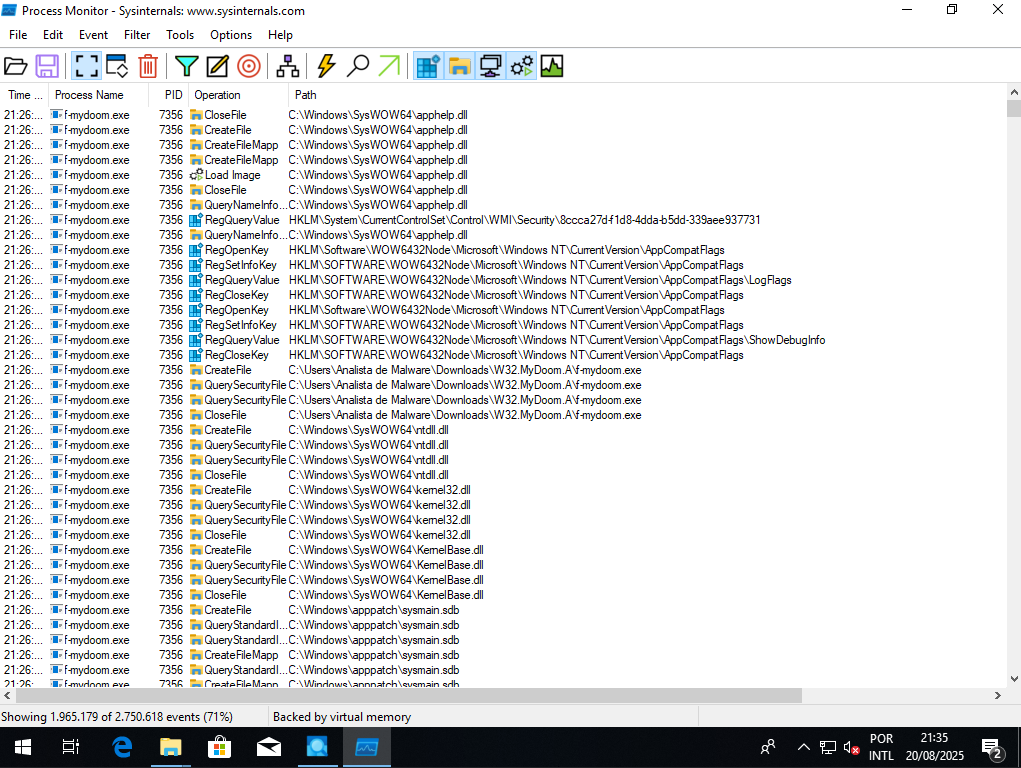 Process Monitor - Sysinternals: www.sysinternals.com
File Edit Event Filter Tools Options Help
Time ... Process Name PID Operation Path
21:26:... f-mydoom.exe 7356 CloseFile C:\Windows\SysWOW64\apphelp.dll
21:26:... f-mydoom.exe 7356 CreateFile C:\Windows\SysWOW64\apphelp.dll
21:26:... f-mydoom.exe 7356 CreateFileMapp C:\Windows\SysWOW64\apphelp.dll
21:26:... f-mydoom.exe 7356 CreateFileMapp C:\Windows\SysWOW64\apphelp.dll
21:26:... f-mydoom.exe 7356 Load Image C:\Windows\SysWOW64\apphelp.dll
21:26:... f-mydoom.exe 7356 CloseFile C:\Windows\SysWOW64\apphelp.dll
21:26:... f-mydoom.exe 7356 QueryNameInfo... C:\Windows\SysWOW64\apphelp.dll
21:26:... f-mydoom.exe 7356 RegQueryValue HKLM\System\CurrentControlSet\Control\WMI\Security\8ccca27d-f1d8-4dda-b5dd-339aee937731
21:26:... f-mydoom.exe 7356 QueryNameInfo... C:\Windows\SysWOW64\apphelp.dll
21:26:... f-mydoom.exe 7356 RegOpenKey HKLM\Software\WOW6432Node\Microsoft\Windows NT\CurrentVersion\AppCompatFlags
21:26:... f-mydoom.exe 7356 RegSetInfoKey HKLM\SOFTWARE\WOW6432Node\Microsoft\Windows NT\CurrentVersion\AppCompatFlags
21:26:... f-mydoom.exe 7356 RegQueryValue HKLM\SOFTWARE\WOW6432Node\Microsoft\Windows NT\CurrentVersion\AppCompatFlags\LogFlags
21:26:... f-mydoom.exe 7356 RegCloseKey HKLM\SOFTWARE\WOW6432Node\Microsoft\Windows NT\CurrentVersion\AppCompatFlags
21:26:... f-mydoom.exe 7356 RegOpenKey HKLM\Software\WOW6432Node\Microsoft\Windows NT\CurrentVersion\AppCompatFlags
21:26:... f-mydoom.exe 7356 RegSetInfoKey HKLM\SOFTWARE\WOW6432Node\Microsoft\Windows NT\CurrentVersion\AppCompatFlags
21:26:... f-mydoom.exe 7356 RegQueryValue HKLM\SOFTWARE\WOW6432Node\Microsoft\Windows NT\CurrentVersion\AppCompatFlags\ShowDebugInfo
21:26:... f-mydoom.exe 7356 RegCloseKey HKLM\SOFTWARE\WOW6432Node\Microsoft\Windows NT\CurrentVersion\AppCompatFlags
21:26:... f-mydoom.exe 7356 CreateFile C:\Users\Analista de Malware\Downloads\W32.MyDoom.A\f-mydoom.exe
21:26:... f-mydoom.exe 7356 QuerySecurityFile C:\Users\Analista de Malware\Downloads\W32.MyDoom.A\f-mydoom.exe
21:26:... f-mydoom.exe 7356 QuerySecurityFile C:\Users\Analista de Malware\Downloads\W32.MyDoom.A\f-mydoom.exe
21:26:... f-mydoom.exe 7356 CloseFile C:\Users\Analista de Malware\Downloads\W32.MyDoom.A\f-mydoom.exe
21:26:... f-mydoom.exe 7356 CreateFile C:\Windows\SysWOW64\ntdll.dll
21:26:... f-mydoom.exe 7356 QuerySecurityFile C:\Windows\SysWOW64\ntdll.dll
21:26:... f-mydoom.exe 7356 QuerySecurityFile C:\Windows\SysWOW64\ntdll.dll
21:26:... f-mydoom.exe 7356 CloseFile C:\Windows\SysWOW64\ntdll.dll
21:26:... f-mydoom.exe 7356 CreateFile C:\Windows\SysWOW64\kernel32.dll
21:26:... f-mydoom.exe 7356 QuerySecurityFile C:\Windows\SysWOW64\kernel32.dll
21:26:... f-mydoom.exe 7356 QuerySecurityFile C:\Windows\SysWOW64\kernel32.dll
21:26:... f-mydoom.exe 7356 CloseFile C:\Windows\SysWOW64\kernel32.dll
21:26:... f-mydoom.exe 7356 CreateFile C:\Windows\SysWOW64\KernelBase.dll
21:26:... f-mydoom.exe 7356 QuerySecurityFile C:\Windows\SysWOW64\KernelBase.dll
21:26:... f-mydoom.exe 7356 QuerySecurityFile C:\Windows\SysWOW64\KernelBase.dll
21:26:... f-mydoom.exe 7356 CloseFile C:\Windows\SysWOW64\KernelBase.dll
21:26:... f-mydoom.exe 7356 CreateFile C:\Windows\apppatch\sysmain.sdb
21:26:... f-mydoom.exe 7356 QueryStandardI... C:\Windows\apppatch\sysmain.sdb
21:26:... f-mydoom.exe 7356 QueryStandardI... C:\Windows\apppatch\sysmain.sdb
21:26:... f-mydoom.exe 7356 CreateFileMapp C:\Windows\apppatch\sysmain.sdb
21:26:... f-mydoom.exe 7356 QueryStandardI... C:\Windows\apppatch\sysmain.sdb
21:26:... f-mydoom.exe 7356 CreateFileMapp C:\Windows\apppatch\sysmain.sdb
Showing 1.965.179 of 2.750.618 events (71%) Backed by virtual memory
POR 21:35
INTL 20/08/2025
2